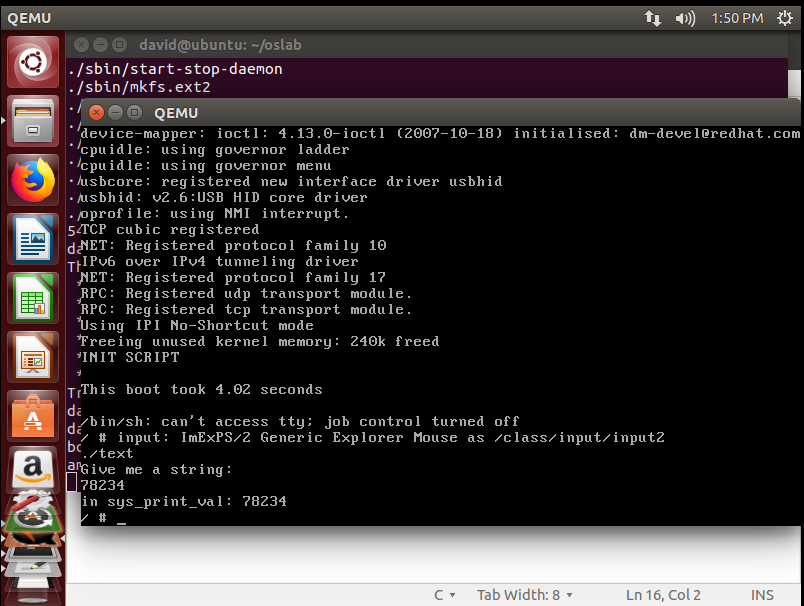 QEMU
1:50 PM
david@ubuntu: ~/oslab
./sbin/start-stop-daemon
./sbin/mkfs.ext2
QEMU
device-mapper: ioctl: 4.13.0-ioctl (2007-10-18) initialised: dm-devel@redhat.com
cpuidle: using governor ladder
cpuidle: using governor menu
usbcore: registered new interface driver usbhid
usbhid: v2.6:USB HID core driver
oprofile: using NMI interrupt.
TCP cubic registered
NET: Registered protocol family 10
IPv6 over IPv4 tunneling driver
NET: Registered protocol family 17
RPC: Registered udp transport module.
RPC: Registered tcp transport module.
Using IPI No-Shortcut mode
Freeing unused kernel memory: 240k freed
INIT SCRIPT
This boot took 4.02 seconds
/bin/sh: can't access tty; job control turned off
/ # input: ImExPS/2 Generic Explorer Mouse as /class/input/input2
./text
Give me a string:
78234
in sys_print_val: 78234
/ # _
C Tab Width: 8 Ln 16, Col 2 INS